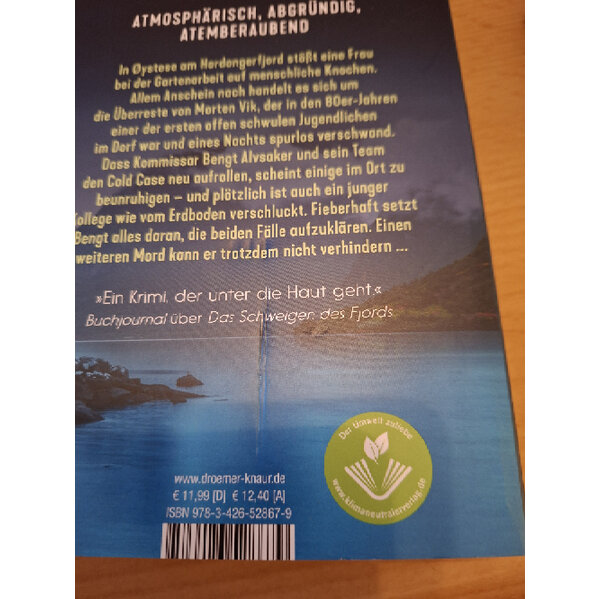 ATMOSPHÄRISCH, ABGRÜNDIG,
ATEMBERAUBEND
In Øystese am Hardangerfjord stößt eine Frau
bei der Gartenarbeit auf menschliche Knochen.
Allem Anschein nach handelt es sich um
die Überreste von Morten Vik, der in den 80er-Jahren
einer der ersten offen schwulen Jugendlichen
im Dorf war und eines Nachts spurlos verschwand.
Dass Kommissar Bengt Alvsaker und sein Team
den Cold Case neu aufrollen, scheint einige im Ort zu
beunruhigen – und plötzlich ist auch ein junger
Kollege wie vom Erdboden verschluckt. Fieberhaft setzt
Bengt alles daran, die beiden Fälle aufzuklären. Einen
weiteren Mord kann er trotzdem nicht verhindern ...
»Ein Krimi, der unter die Haut geht.«
Buchjournal über Das Schweigen des Fjords
Der Umwelt zuliebe
www.klimaneutralerverlag.de
www.droemer-knaur.de
€ 11,99 [D] € 12,40 [A]
ISBN 978-3-426-52867-9